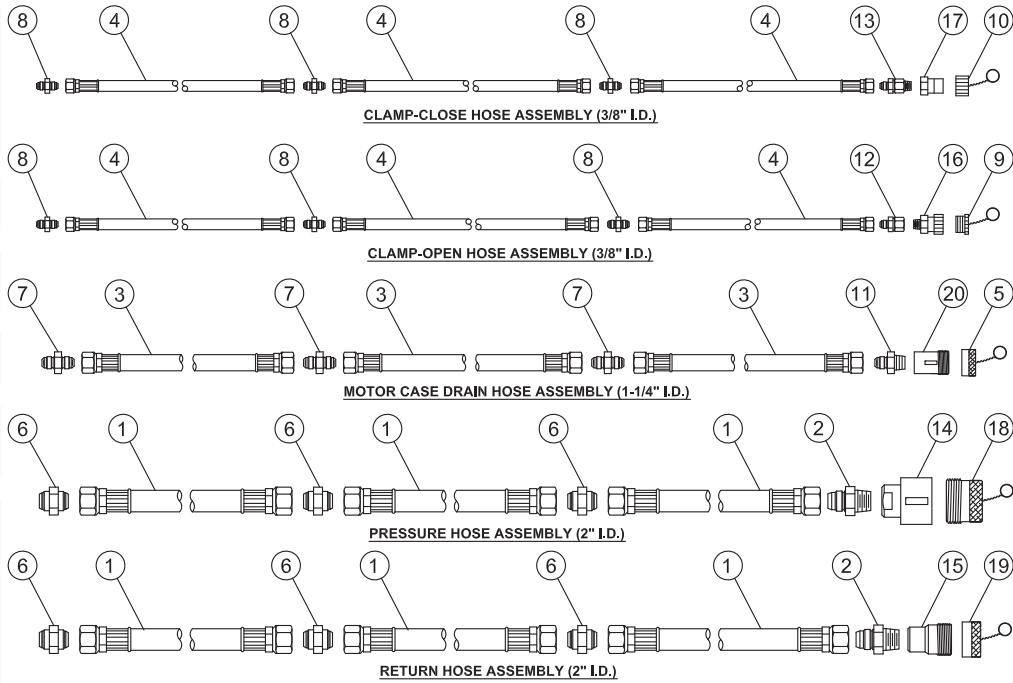 8 4 8 4 8 4 13 17 10
CLAMP-CLOSE HOSE ASSEMBLY (3/8" I.D.)
8 4 8 4 8 4 12 16 9
CLAMP-OPEN HOSE ASSEMBLY (3/8" I.D.)
7 3 7 3 7 3 11 20 5
MOTOR CASE DRAIN HOSE ASSEMBLY (1-1/4" I.D.)
6 1 6 1 6 1 2 14 18
PRESSURE HOSE ASSEMBLY (2" I.D.)
6 1 6 1 6 1 2 15 19
RETURN HOSE ASSEMBLY (2" I.D.)